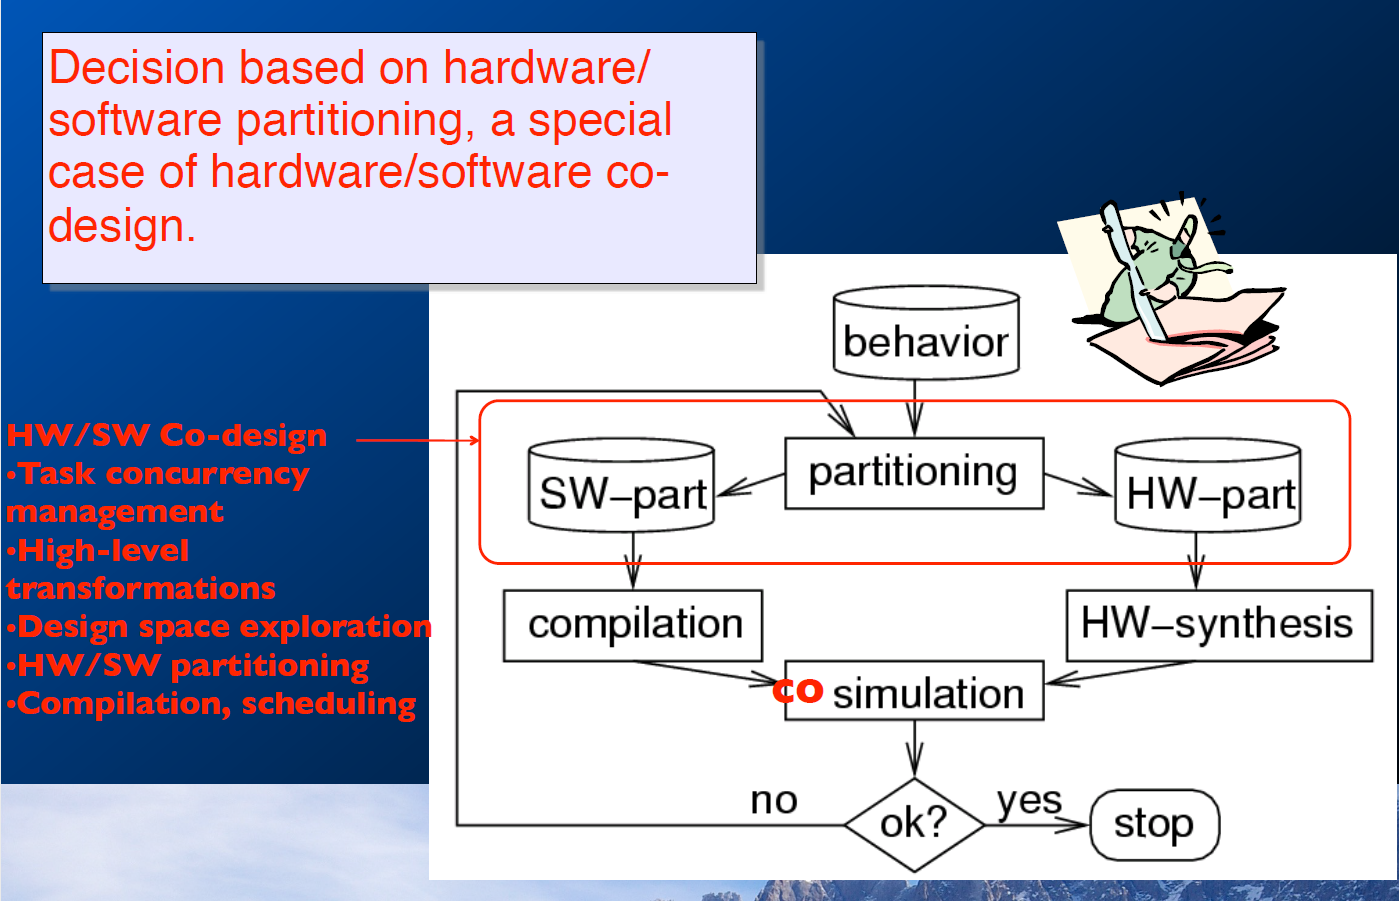 Decision based on hardware/
software partitioning, a special
case of hardware/software co-
design.
behavior
HW/SW Co-design
•Task concurrency
management
•High-level
transformations
•Design space exploration
•HW/SW partitioning
•Compilation, scheduling
partitioning
SW–part
HW–part
compilation
HW–synthesis
co simulation
no
ok?
yes
stop